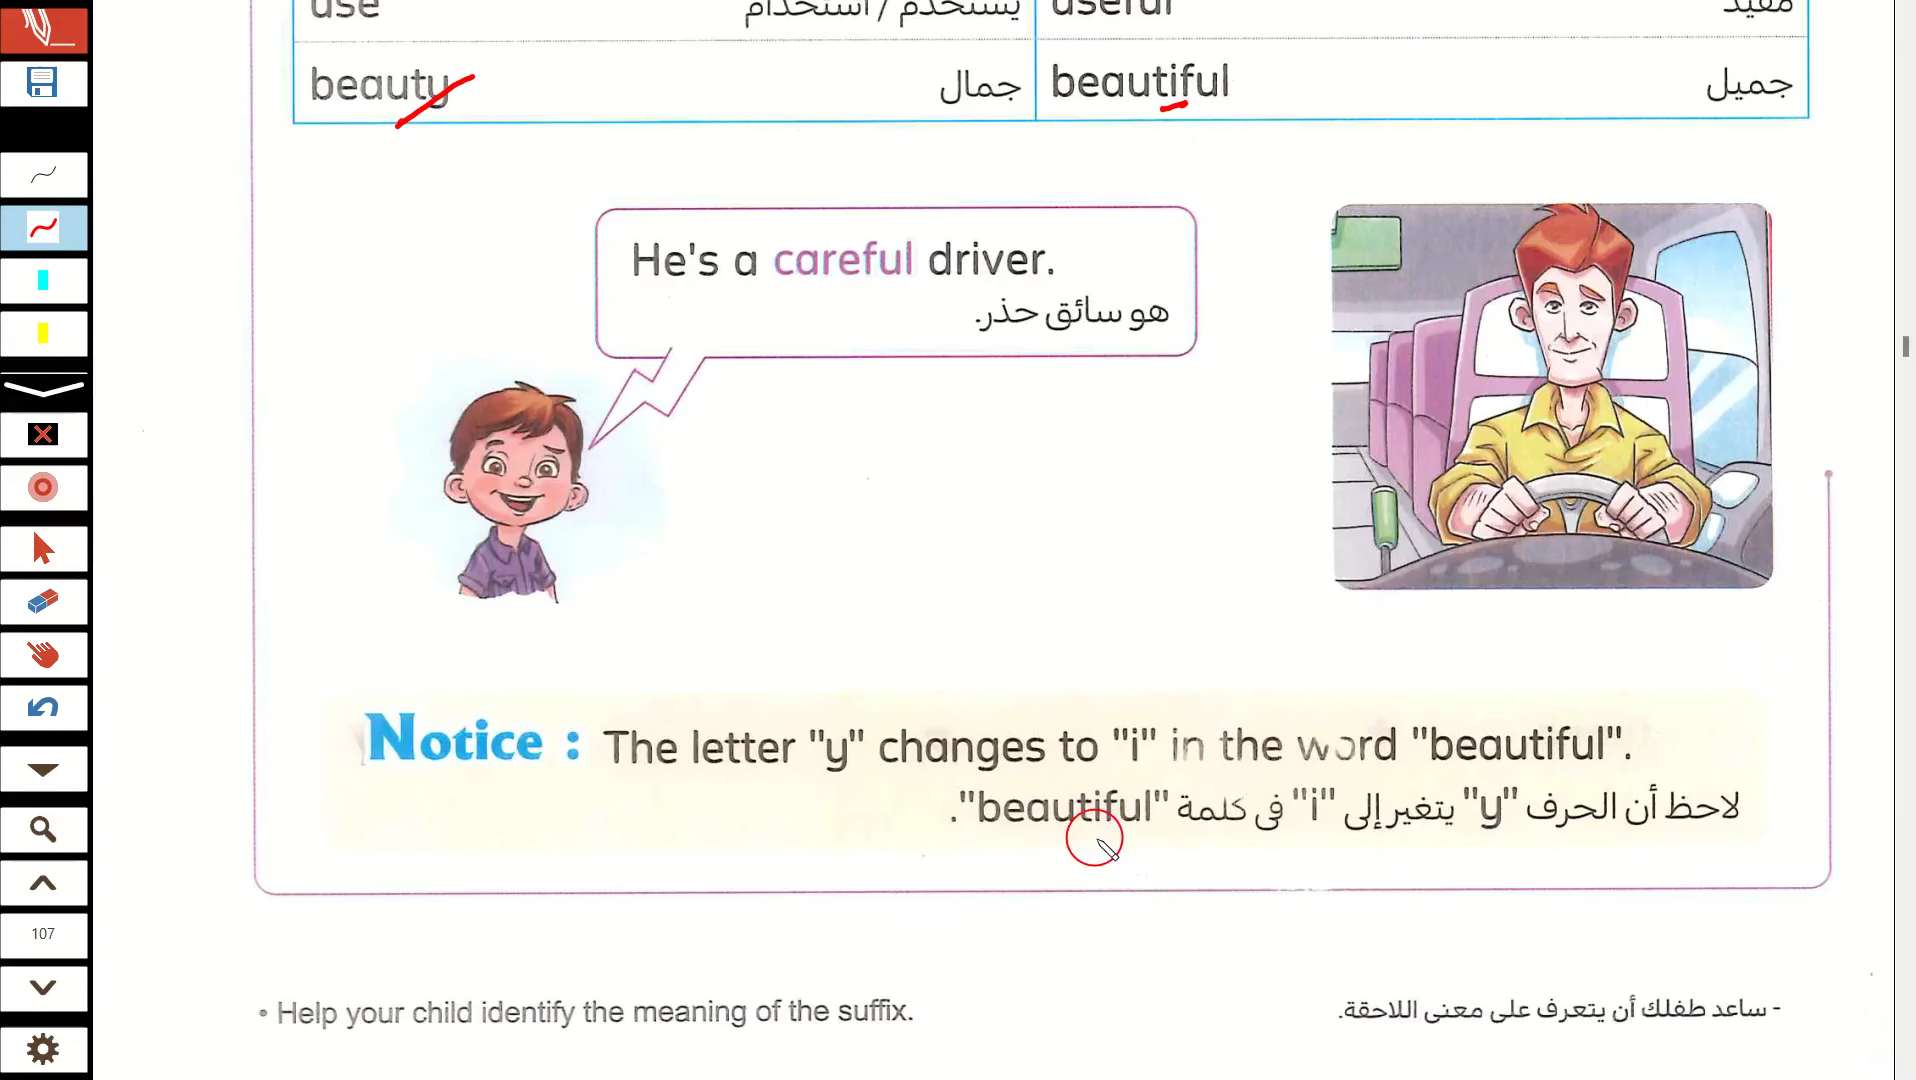 use يستخدم / استخدام useful مفيد
beauty جمال beautiful جميل
He's a careful driver.
هو سائق حذر.
Notice : The letter "y" changes to "i" in the word "beautiful".
لاحظ أن الحرف "y" يتغير إلى "i" فى كلمة "beautiful".
• Help your child identify the meaning of the suffix.
- ساعد طفلك أن يتعرف على معنى اللاحقة.
107